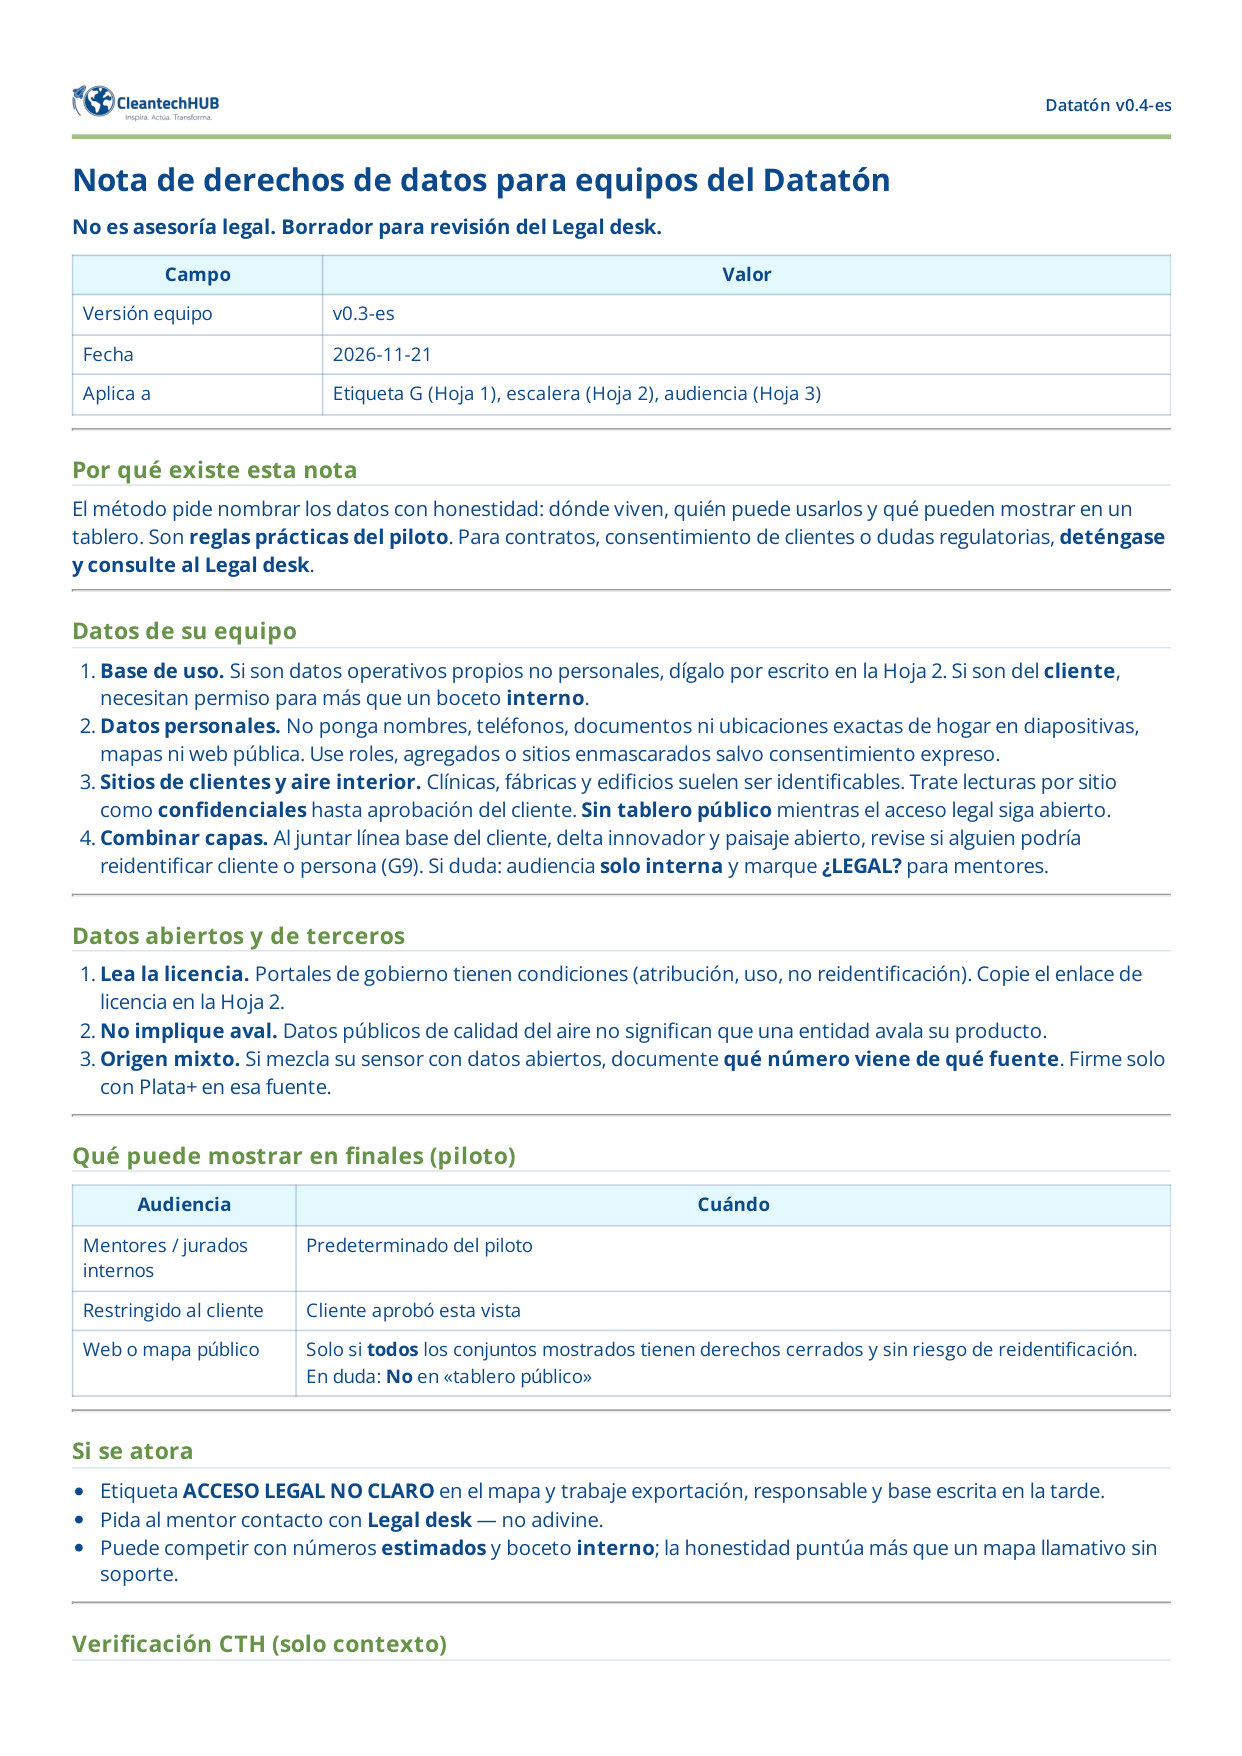 CleantechHUB
Inspira. Actúa. Transforma.
Datatón v0.4-es
Nota de derechos de datos para equipos del Datatón
No es asesoría legal. Borrador para revisión del Legal desk.
Campo Valor
Versión equipo v0.3-es
Fecha 2026-11-21
Aplica a Etiqueta G (Hoja 1), escalera (Hoja 2), audiencia (Hoja 3)
Por qué existe esta nota
El método pide nombrar los datos con honestidad: dónde viven, quién puede usarlos y qué pueden mostrar en un
tablero. Son reglas prácticas del piloto. Para contratos, consentimiento de clientes o dudas regulatorias, deténgase
y consulte al Legal desk.
Datos de su equipo
1. Base de uso. Si son datos operativos propios no personales, dígalo por escrito en la Hoja 2. Si son del cliente,
necesitan permiso para más que un boceto interno.
2. Datos personales. No ponga nombres, teléfonos, documentos ni ubicaciones exactas de hogar en diapositivas,
mapas ni web pública. Use roles, agregados o sitios enmascarados salvo consentimiento expreso.
3. Sitios de clientes y aire interior. Clínicas, fábricas y edificios suelen ser identificables. Trate lecturas por sitio
como confidenciales hasta aprobación del cliente. Sin tablero público mientras el acceso legal siga abierto.
4. Combinar capas. Al juntar línea base del cliente, delta innovador y paisaje abierto, revise si alguien podría
reidentificar cliente o persona (G9). Si duda: audiencia solo interna y marque ¿LEGAL? para mentores.
Datos abiertos y de terceros
1. Lea la licencia. Portales de gobierno tienen condiciones (atribución, uso, no reidentificación). Copie el enlace de
licencia en la Hoja 2.
2. No implique aval. Datos públicos de calidad del aire no significan que una entidad avala su producto.
3. Origen mixto. Si mezcla su sensor con datos abiertos, documente qué número viene de qué fuente. Firme solo
con Plata+ en esa fuente.
Qué puede mostrar en finales (piloto)
Audiencia Cuándo
Mentores / jurados
internos
Predeterminado del piloto
Restringido al cliente Cliente aprobó esta vista
Web o mapa público Solo si todos los conjuntos mostrados tienen derechos cerrados y sin riesgo de reidentificación.
En duda: No en «tablero público»
Si se atora
• Etiqueta ACCESO LEGAL NO CLARO en el mapa y trabaje exportación, responsable y base escrita en la tarde.
• Pida al mentor contacto con Legal desk — no adivine.
• Puede competir con números estimados y boceto interno; la honestidad puntúa más que un mapa llamativo sin
soporte.
Verificación CTH (solo contexto)